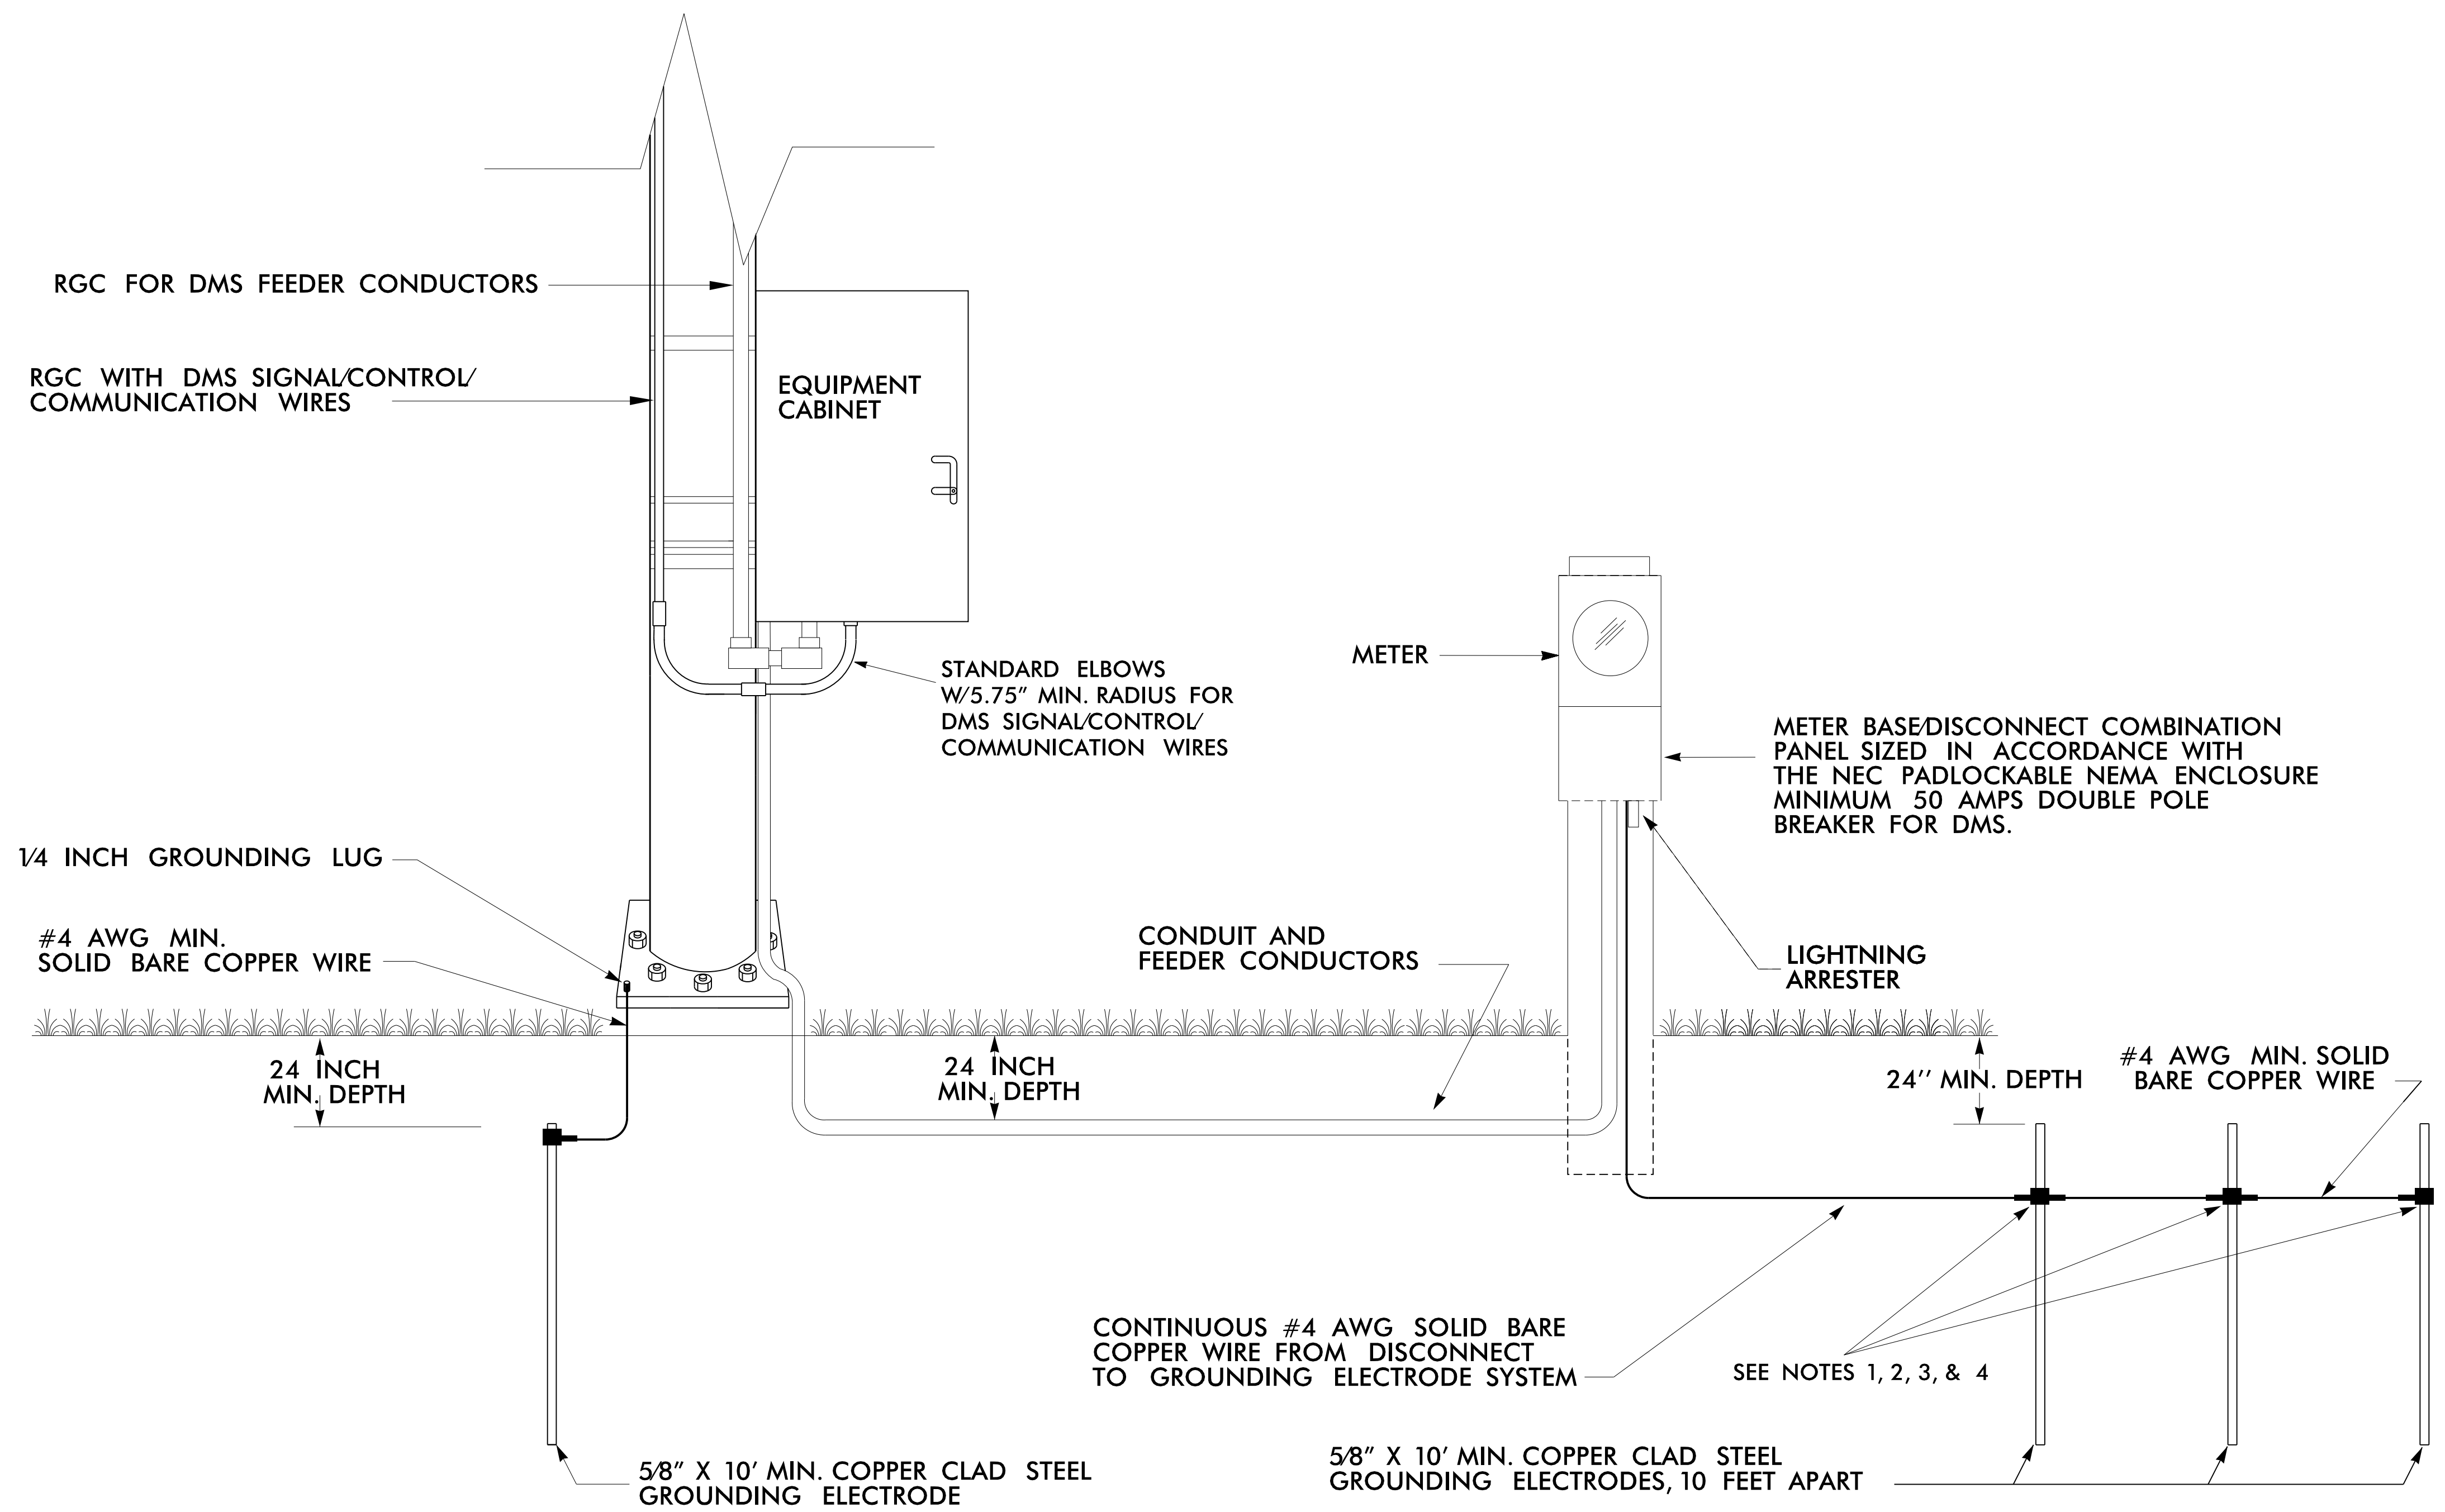 RGC FOR DMS FEEDER CONDUCTORS
RGC WITH DMS SIGNAL/CONTROL/
COMMUNICATION WIRES
EQUIPMENT
CABINET
STANDARD ELBOWS
W/5.75" MIN. RADIUS FOR
DMS SIGNAL/CONTROL/
COMMUNICATION WIRES
METER
METER BASE/DISCONNECT COMBINATION
PANEL SIZED IN ACCORDANCE WITH
THE NEC PADLOCKABLE NEMA ENCLOSURE
MINIMUM 50 AMPS DOUBLE POLE
BREAKER FOR DMS.
1/4 INCH GROUNDING LUG
#4 AWG MIN.
SOLID BARE COPPER WIRE
CONDUIT AND
FEEDER CONDUCTORS
LIGHTNING
ARRESTER
24 INCH
MIN. DEPTH
24 INCH
MIN. DEPTH
24'' MIN. DEPTH
#4 AWG MIN. SOLID
BARE COPPER WIRE
CONTINUOUS #4 AWG SOLID BARE
COPPER WIRE FROM DISCONNECT
TO GROUNDING ELECTRODE SYSTEM
SEE NOTES 1, 2, 3, & 4
5/8" X 10' MIN. COPPER CLAD STEEL
GROUNDING ELECTRODE
5/8" X 10' MIN. COPPER CLAD STEEL
GROUNDING ELECTRODES, 10 FEET APART